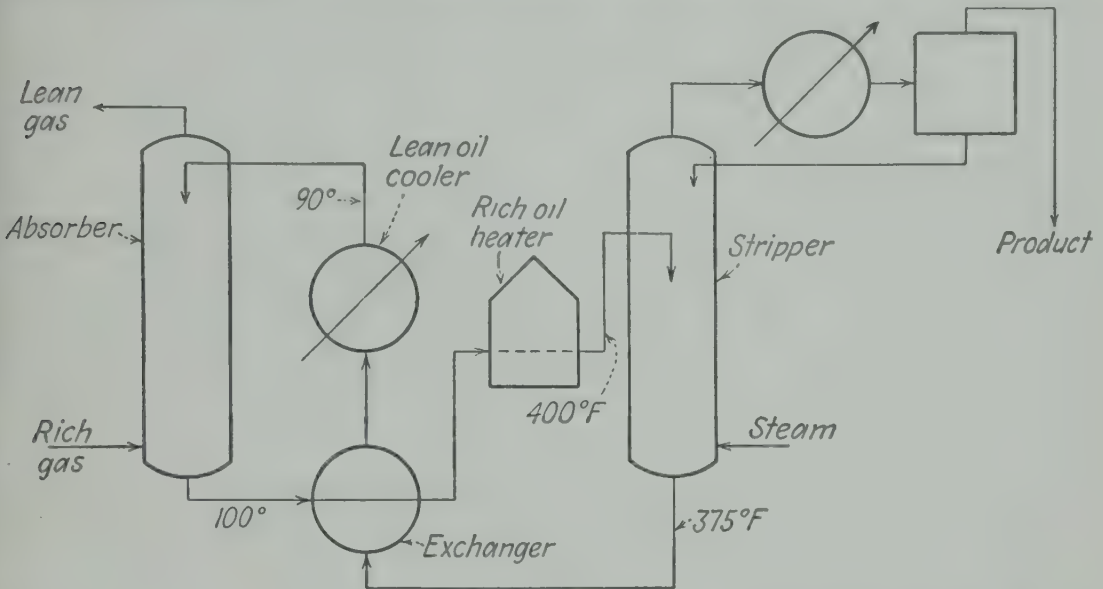 Lean
gas
Lean oil
cooler
90°
Rich oil
heater
Absorber
Stripper
Product
400°F
Rich
gas
Steam
100°
Exchanger
375°F